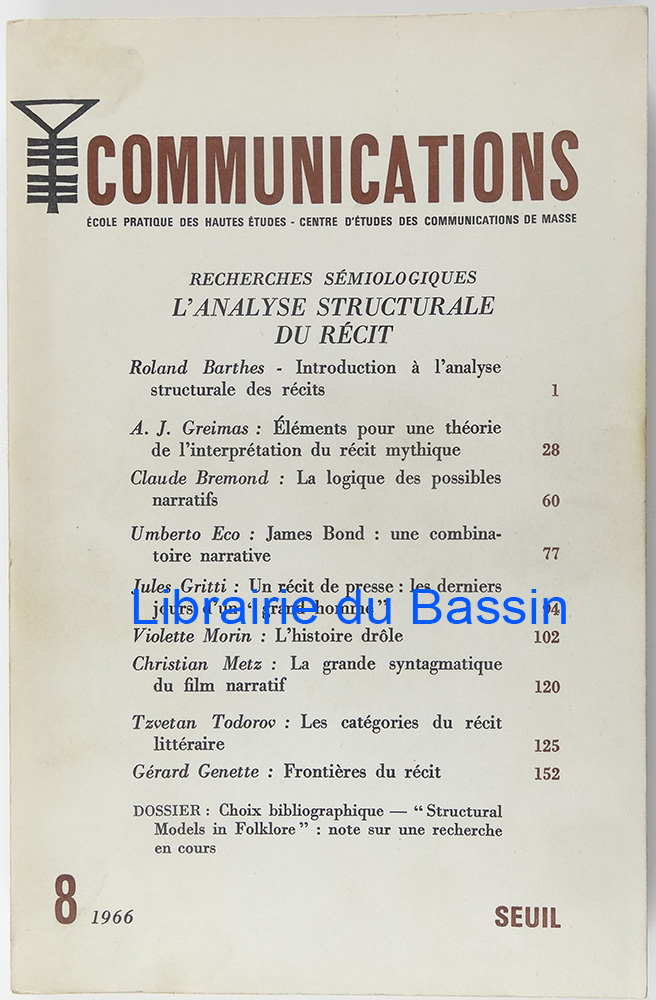 COMMUNICATIONS
ÉCOLE PRATIQUE DES HAUTES ÉTUDES - CENTRE D'ÉTUDES DES COMMUNICATIONS DE MASSE
RECHERCHES SÉMIOLOGIQUES
L'ANALYSE STRUCTURALE
DU RÉCIT
Roland Barthes - Introduction à l'analyse
structurale des récits 1
A. J. Greimas : Éléments pour une théorie
de l'interprétation du récit mythique 28
Claude Bremond : La logique des possibles
narratifs 60
Umberto Eco : James Bond : une combina-
toire narrative 77
Jules Gritti : Un récit de presse : les derniers
jours d'un "grand homme" 94
Librairie du Bassin
Violette Morin : L'histoire drôle 102
Christian Metz : La grande syntagmatique
du film narratif 120
Tzvetan Todorov : Les catégories du récit
littéraire 125
Gérard Genette : Frontières du récit 152
DOSSIER : Choix bibliographique — "Structural
Models in Folklore" : note sur une recherche
en cours
8 1966 SEUIL